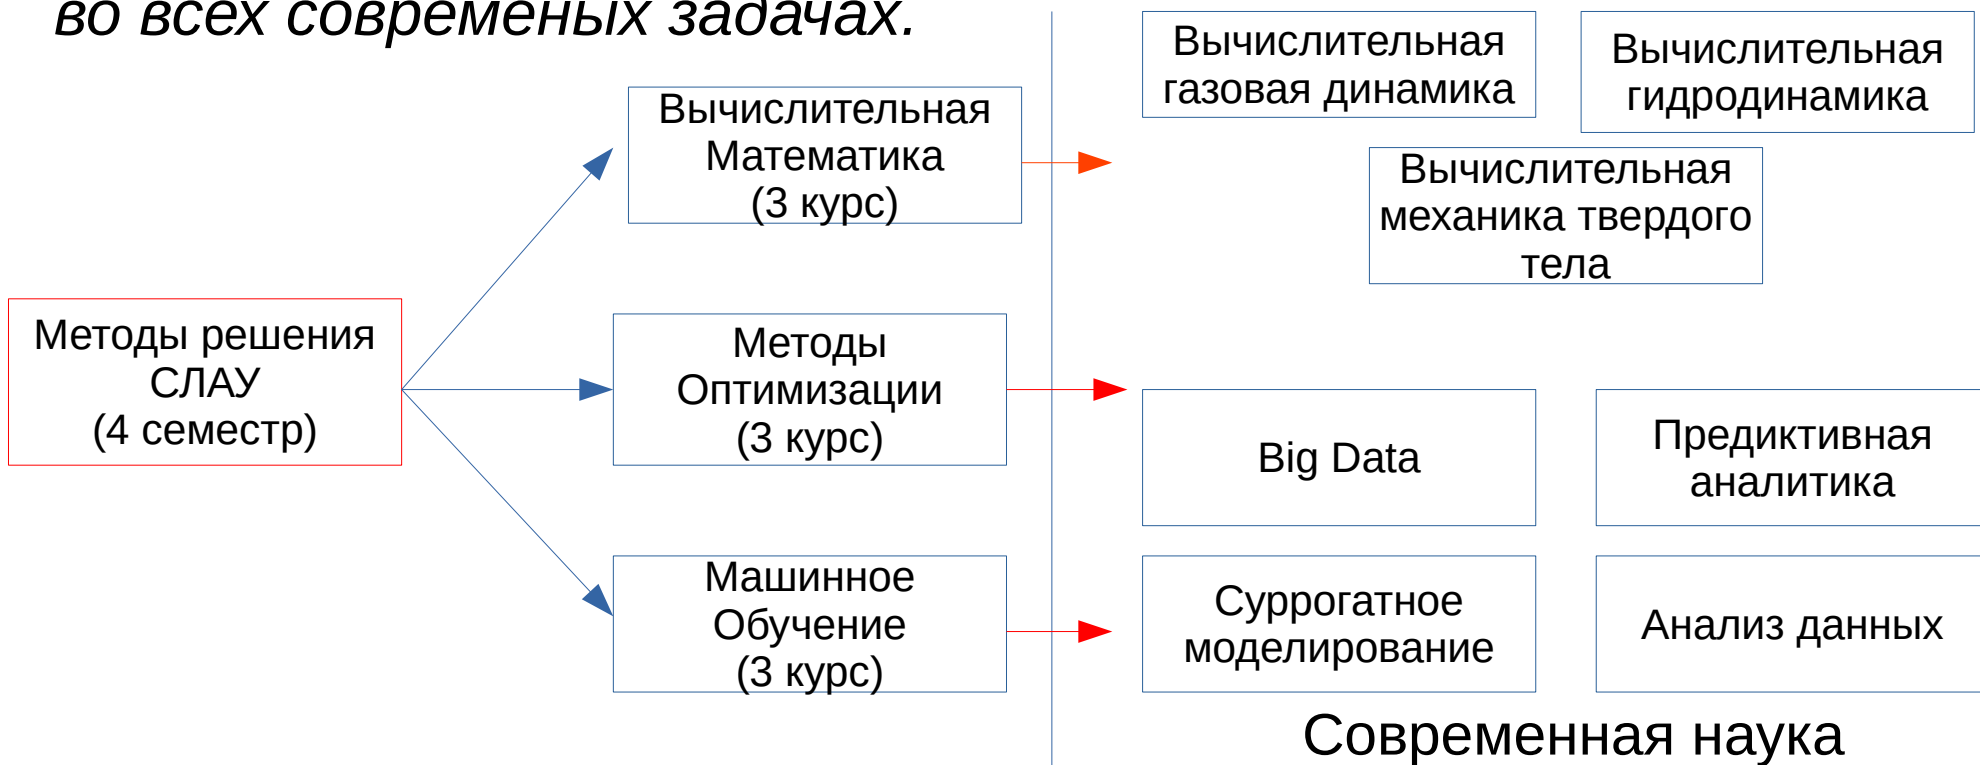 во всех современых задачах.
Вычислительная
газовая динамика
Вычислительная
гидродинамика
Вычислительная
Математика
(3 курс)
Вычислительная
механика твердого
тела
Методы решения
СЛАУ
(4 семестр)
Методы
Оптимизации
(3 курс)
Big Data
Предиктивная
аналитика
Машинное
Обучение
(3 курс)
Суррогатное
моделирование
Анализ данных
Современная наука